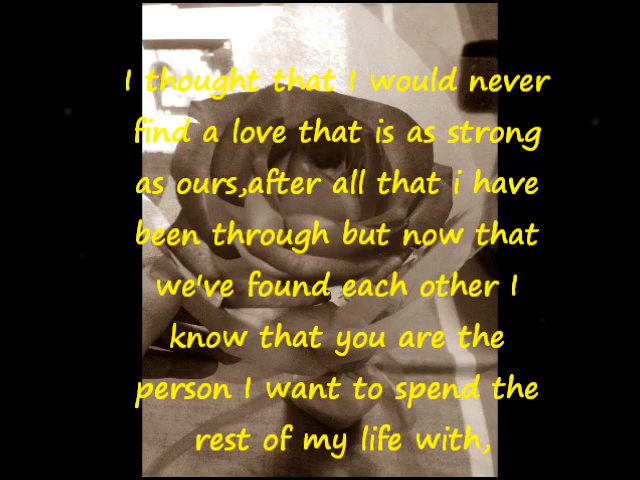 I thought that I would never
find a love that is as strong
as ours,after all that i have
been through but now that
we've found each other I
know that you are the
person I want to spend the
rest of my life with,